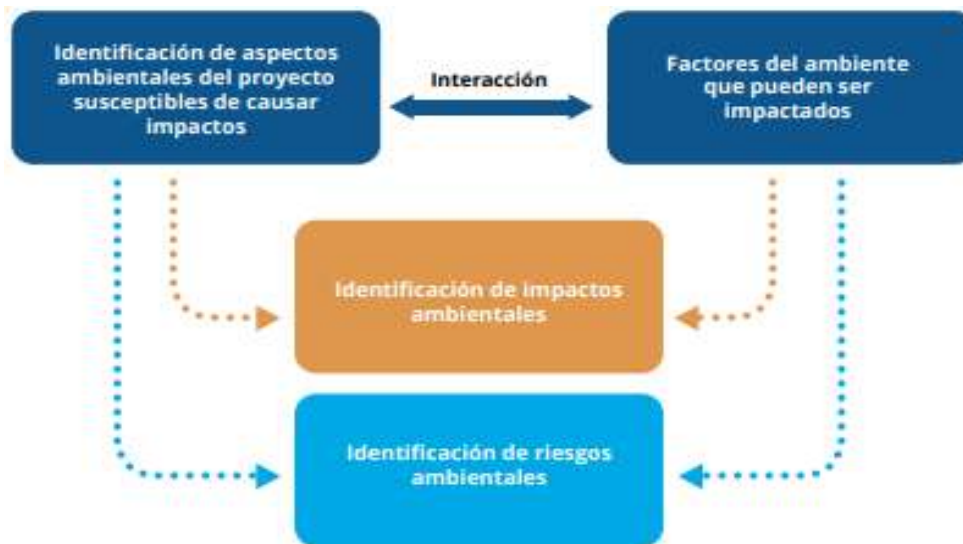 Identificación de aspectos
ambientales del proyecto
susceptibles de causar
impactos
Interacción
Factores del ambiente
que pueden ser
impactados
Identificación de impactos
ambientales
Identificación de riesgos
ambientales